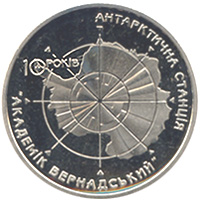 10 РОКІВ
АНТАРКТИЧНА СТАНЦІЯ
"АКАДЕМІК ВЕРНАДСЬКИЙ"